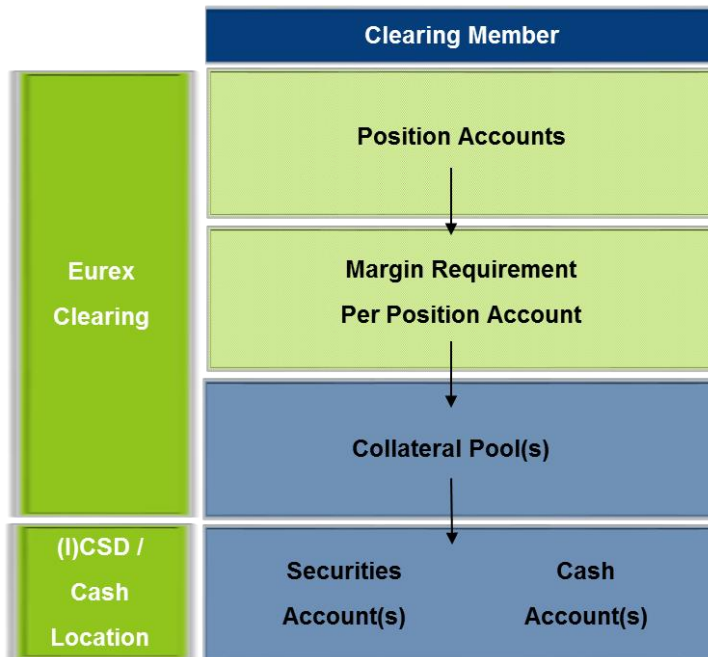 Clearing Member
Position Accounts
Eurex
Clearing
Margin Requirement
Per Position Account
Collateral Pool(s)
(I)CSD /
Cash
Location
Securities
Account(s)
Cash
Account(s)